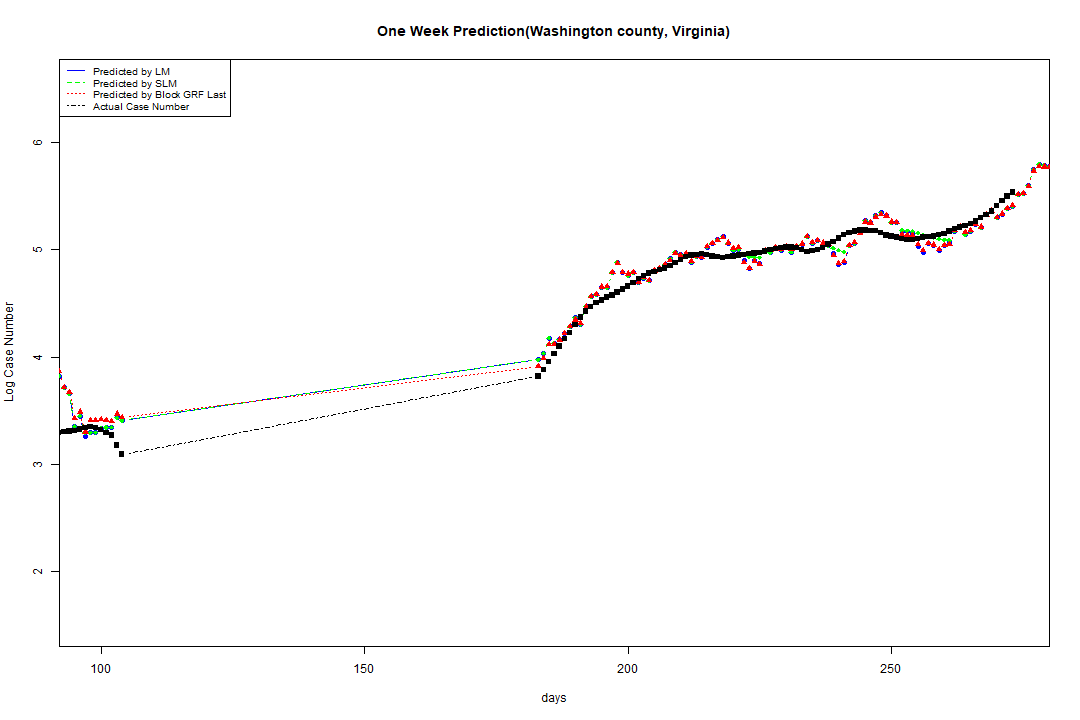 One Week Prediction(Washington county, Virginia)
Predicted by LM
Predicted by SLM
Predicted by Block GRF Last
Actual Case Number
6
5
4
3
2
Log Case Number
100 150 200 250
days